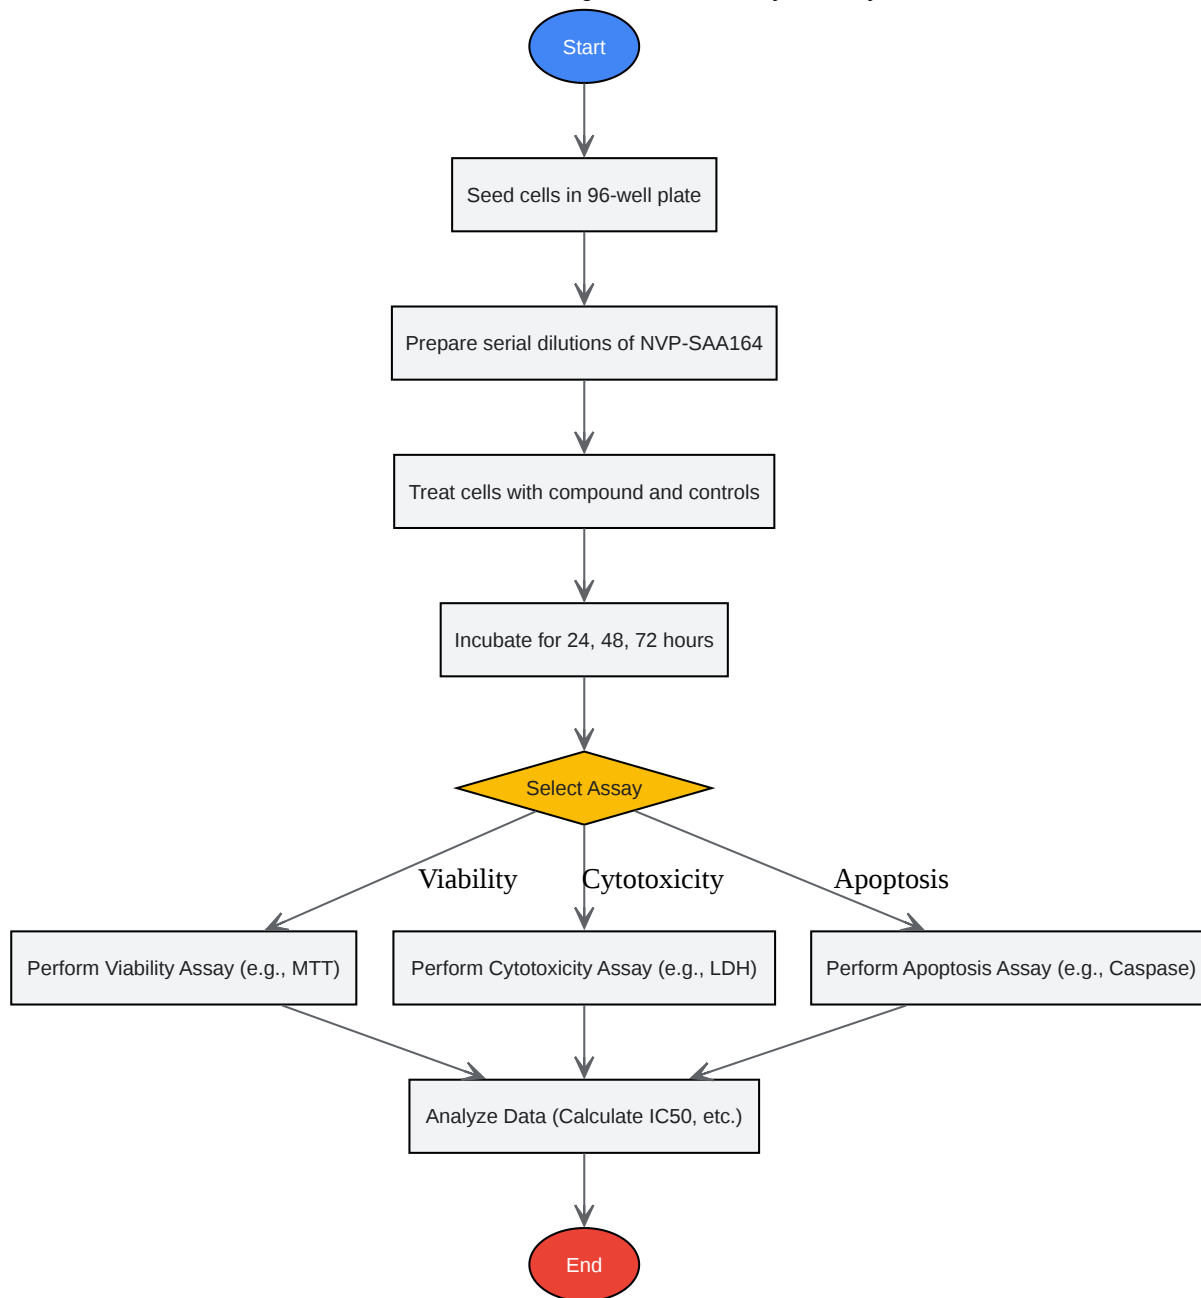 Start
Seed cells in 96-well plate
Prepare serial dilutions of NVP-SAA164
Treat cells with compound and controls
Incubate for 24, 48, 72 hours
Select Assay
Viability
Cytotoxicity
Apoptosis
Perform Viability Assay (e.g., MTT)
Perform Cytotoxicity Assay (e.g., LDH)
Perform Apoptosis Assay (e.g., Caspase)
Analyze Data (Calculate IC50, etc.)
End